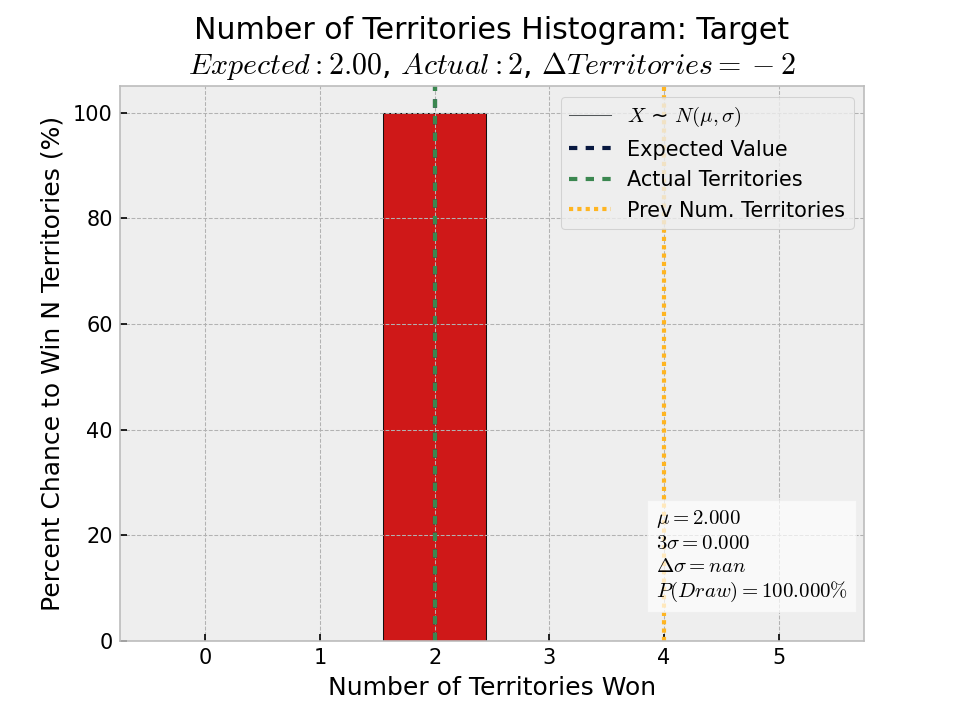 Number of Territories Histogram: Target
Expected : 2.00, Actual : 2, ΔTerritories = − 2
Percent Chance to Win N Territories (%)
100
80
60
40
20
0
X ~ N(μ, σ)
Expected Value
Actual Territories
Prev Num. Territories
μ = 2.000
3σ = 0.000
Δσ = nan
P(Draw) = 100.000%
0 1 2 3 4 5
Number of Territories Won